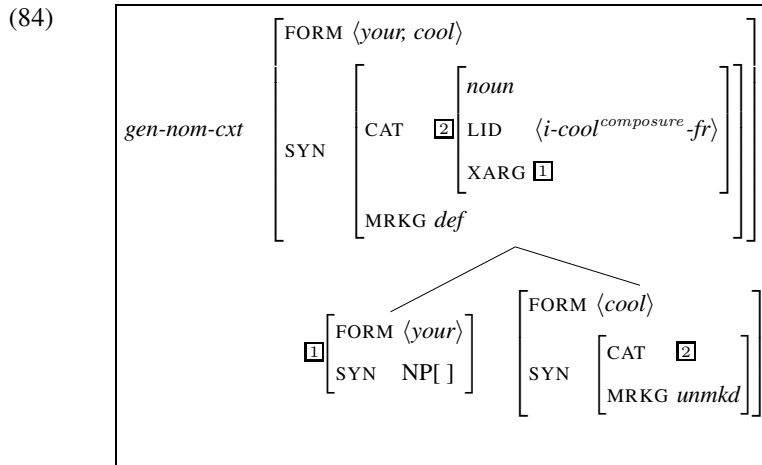 (84)
FORM ⟨your, cool⟩
noun
gen-nom-cxt SYN CAT 2 LID ⟨i-cool^composure-fr⟩
XARG 1
MRKG def
FORM ⟨cool⟩
1 FORM ⟨your⟩
SYN NP[ ]
SYN CAT 2
MRKG unmkd